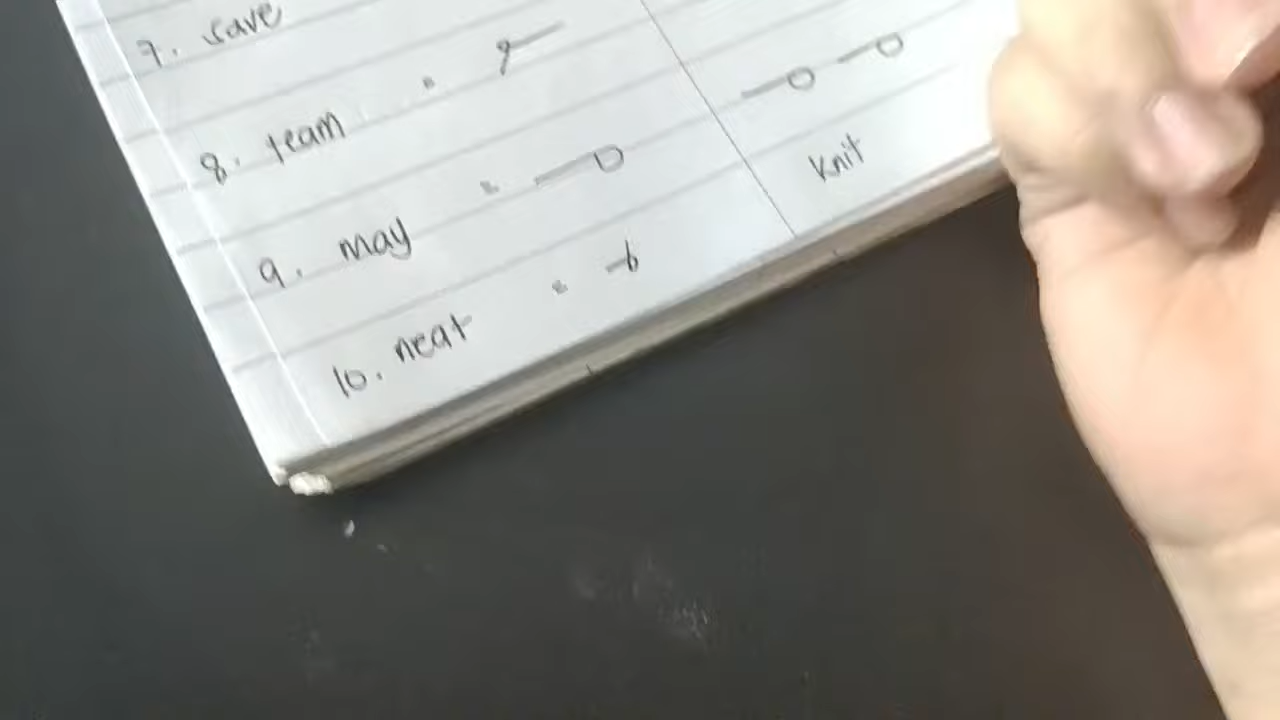 7. save
8. team
9. may
10. neat
knit